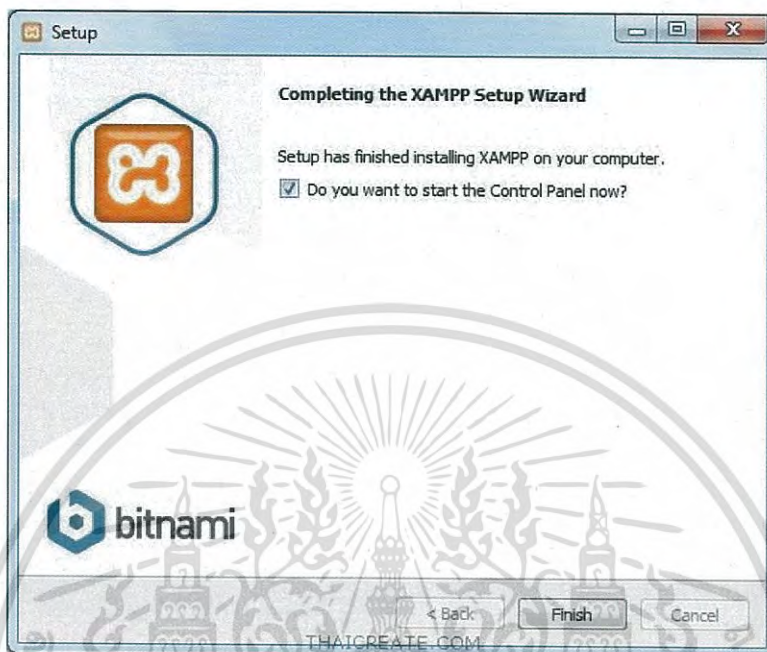 Setup
Completing the XAMPP Setup Wizard
Setup has finished installing XAMPP on your computer.
Do you want to start the Control Panel now?
bitnami
< Back
Finish
Cancel
THAICREATE.COM